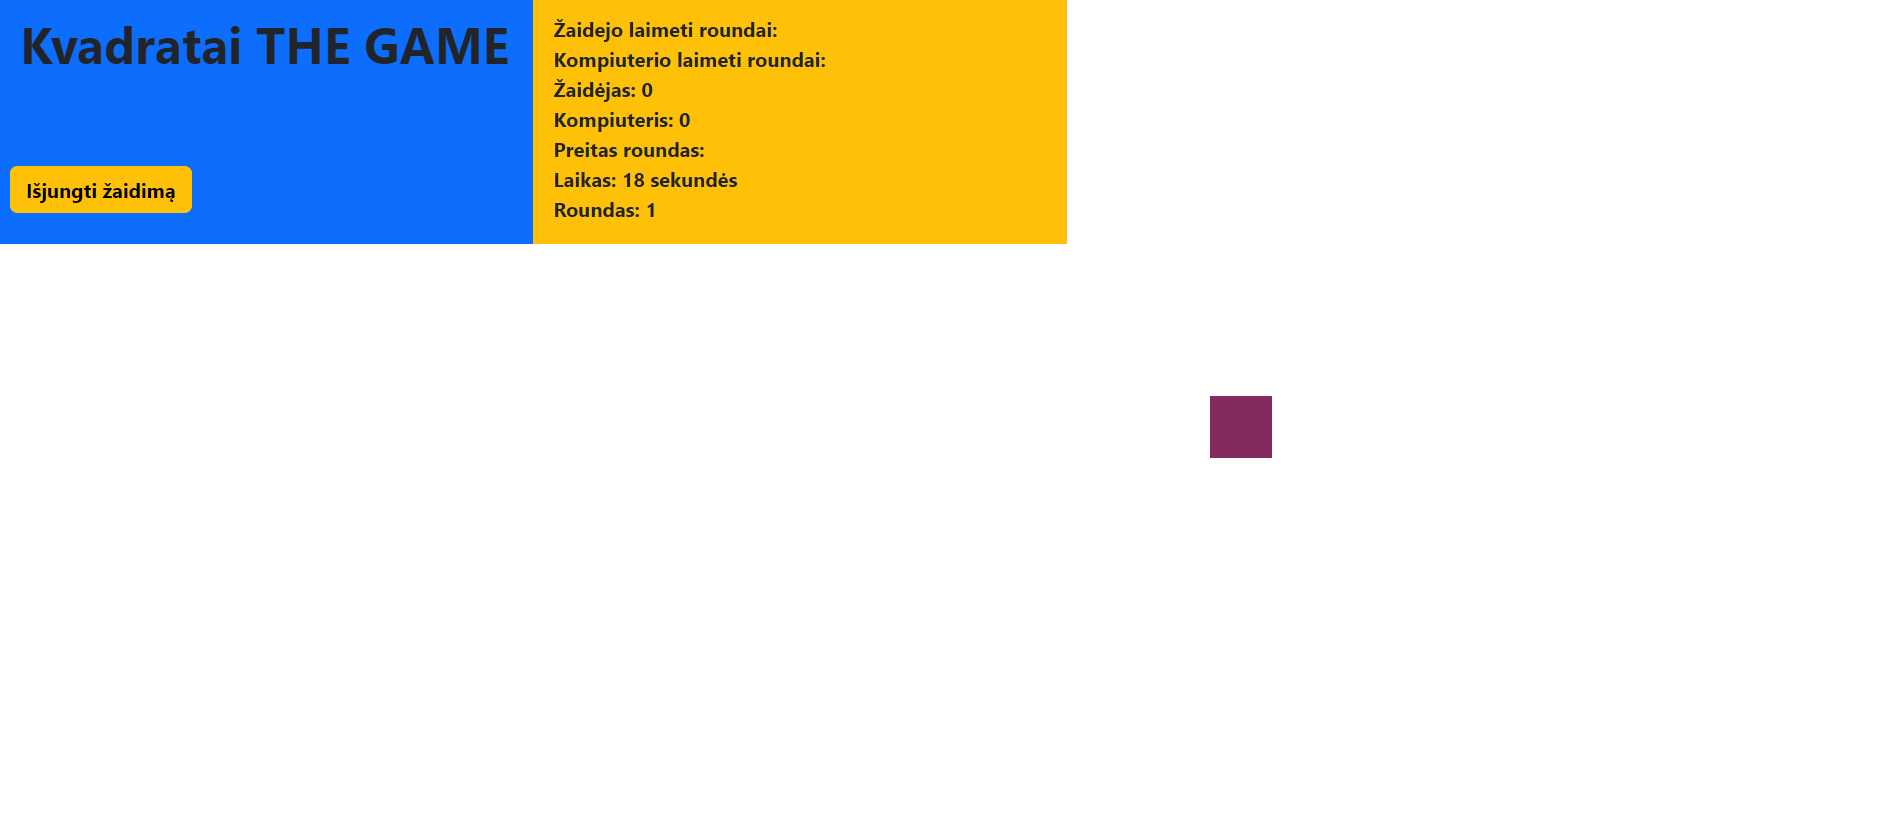 Kvadratai THE GAME
Išjungti žaidimą
Žaidejo laimeti roundai:
Kompiuterio laimeti roundai:
Žaidėjas: 0
Kompiuteris: 0
Preitas roundas:
Laikas: 18 sekundės
Roundas: 1